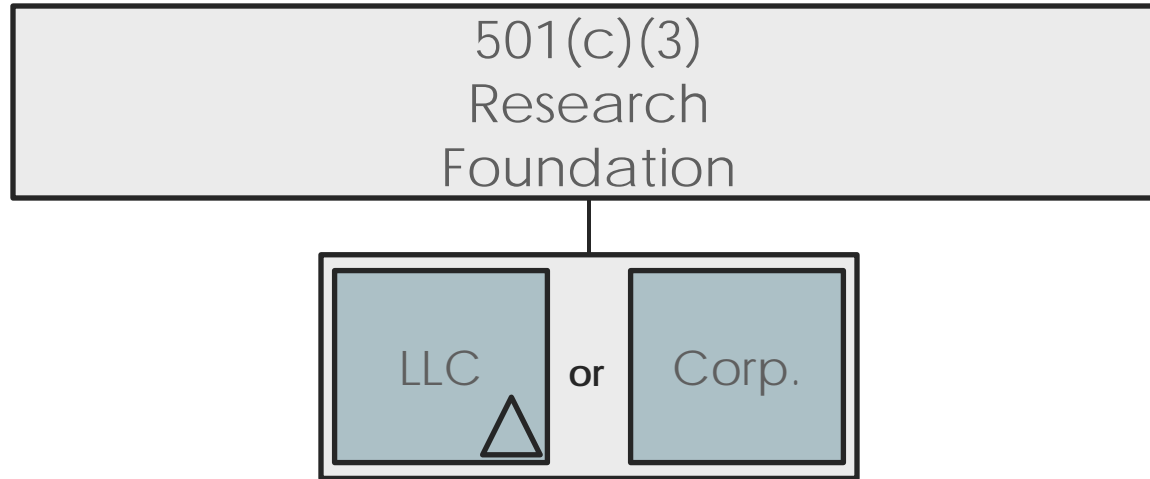 501(c)(3)
Research
Foundation
LLC or Corp.